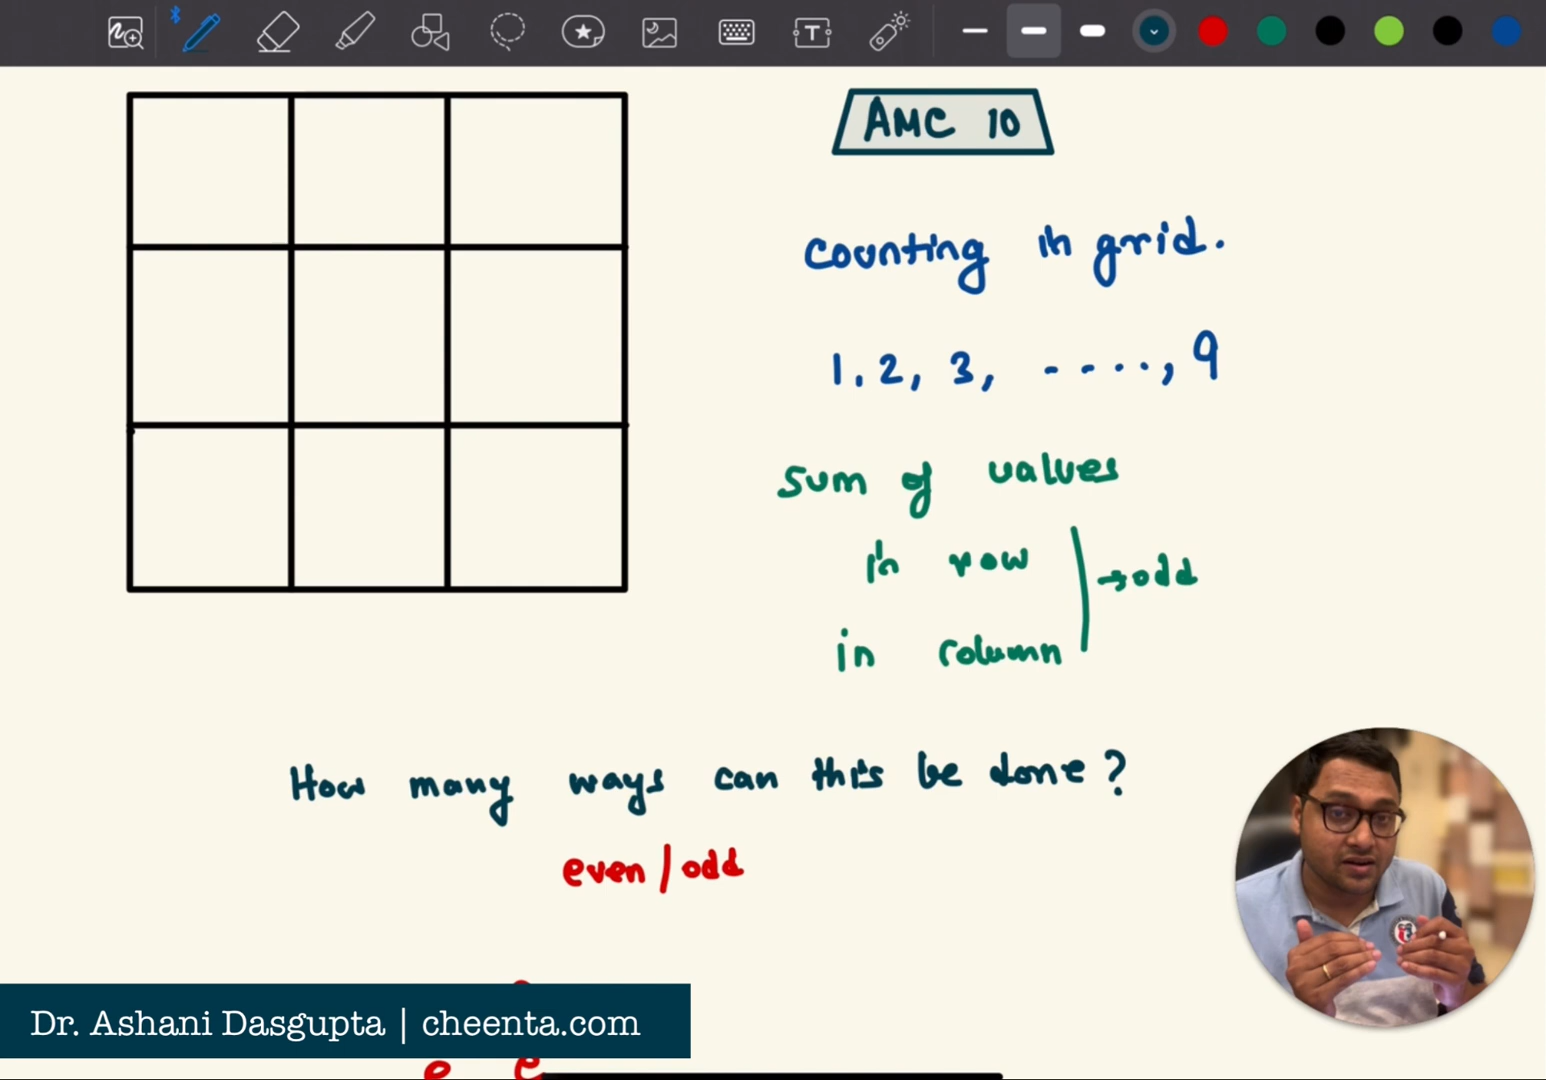 AMC 10
counting in grid.
1. 2, 3, - - - - ., 9
sum of values
in row
→ odd
in column
How many ways can this be done?
even / odd
Dr. Ashani Dasgupta | cheenta.com
e e